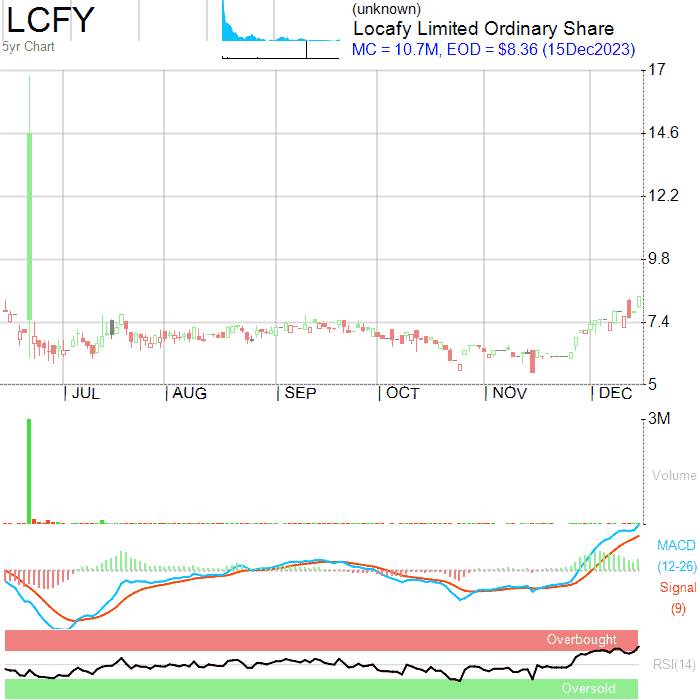 LCFY
5yr Chart
(unknown)
Locafy Limited Ordinary Share
MC = 10.7M, EOD = $8.36 (15Dec2023)
17
14.6
12.2
9.8
7.4
5
JUL AUG SEP OCT NOV DEC
3M
Volume
MACD
(12-26)
Signal
(9)
Overbought
RSI(14)
Oversold